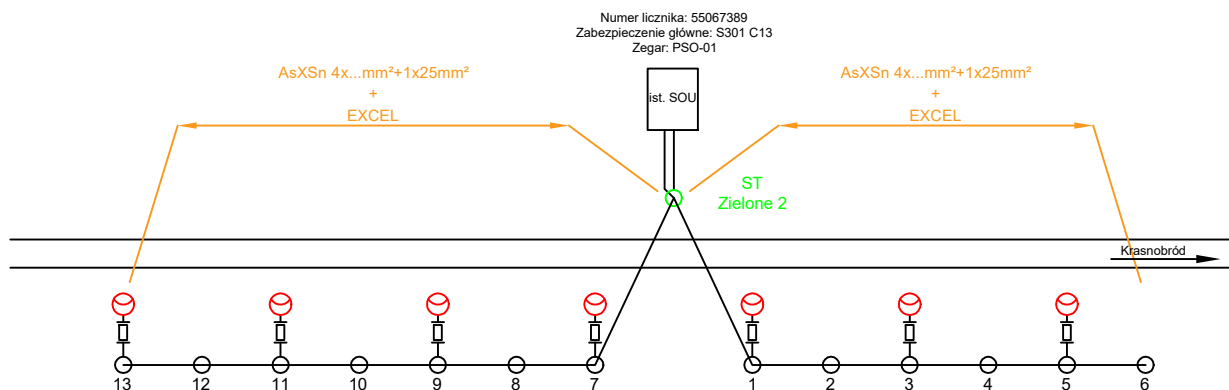 Numer licznika: 55067389
Zabezpieczenie główne: S301 C13
Zegar: PSO-01
AsXSn 4x...mm²+1x25mm²
+
EXCEL
ist. SOU
AsXSn 4x...mm²+1x25mm²
+
EXCEL
ST
Zielone 2
Krasnobród
13 12 11 10 9 8 7 1 2 3 4 5 6